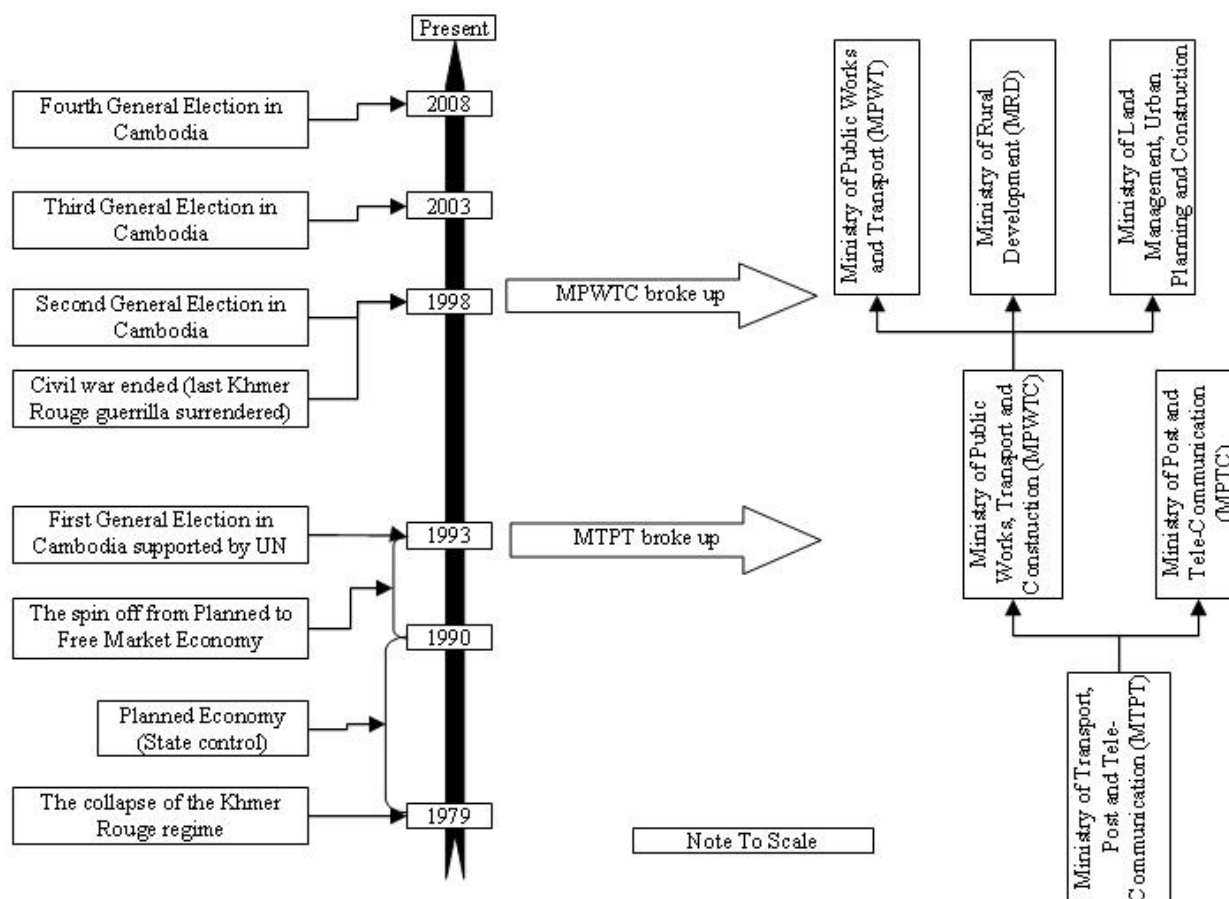 Present
2008
Fourth General Election in
Cambodia
2003
Third General Election in
Cambodia
1998
Second General Election in
Cambodia
Civil war ended (last Khmer
Rouge guerrilla surrendered)
1993
First General Election in
Cambodia supported by UN
The spin off from Planned to
Free Market Economy
1990
Planned Economy
(State control)
The collapse of the Khmer
Rouge regime
1979
MPWTC broke up
MTPT broke up
Note To Scale
Ministry of Public Works
and Transport (MPWT)
Ministry of Rural
Development (MRD)
Ministry of Land
Management, Urban
Planning and Construction
Ministry of Public
Works, Transport and
Construction (MPWTC)
Ministry of Post and
Tele-Communication
(MPTC)
Ministry of Transport,
Post and Tele-
Communication (MTPT)